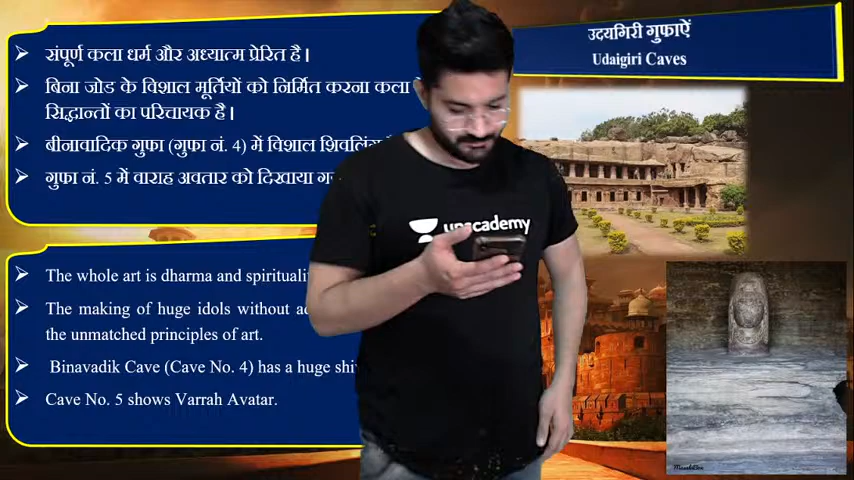 संपूर्ण कला धर्म और अध्यात्म प्रेरित है।
बिना जोड के विशाल मूर्तियों को निर्मित करना कला
सिद्धान्तों का परिचायक है।
बीनावादिक गुफा (गुफा नं. 4) में विशाल शिवलिंग
गुफा नं. 5 में वाराह अवतार को दिखाया
The whole art is dharma and
The making of huge idols without
the unmatched principles of art.
Binavadik Cave (Cave No. 4) has a huge
Cave No. 5 shows Varrah Avatar.
उदयगिरी गुफाऐं
Udaigiri Caves
unacademy